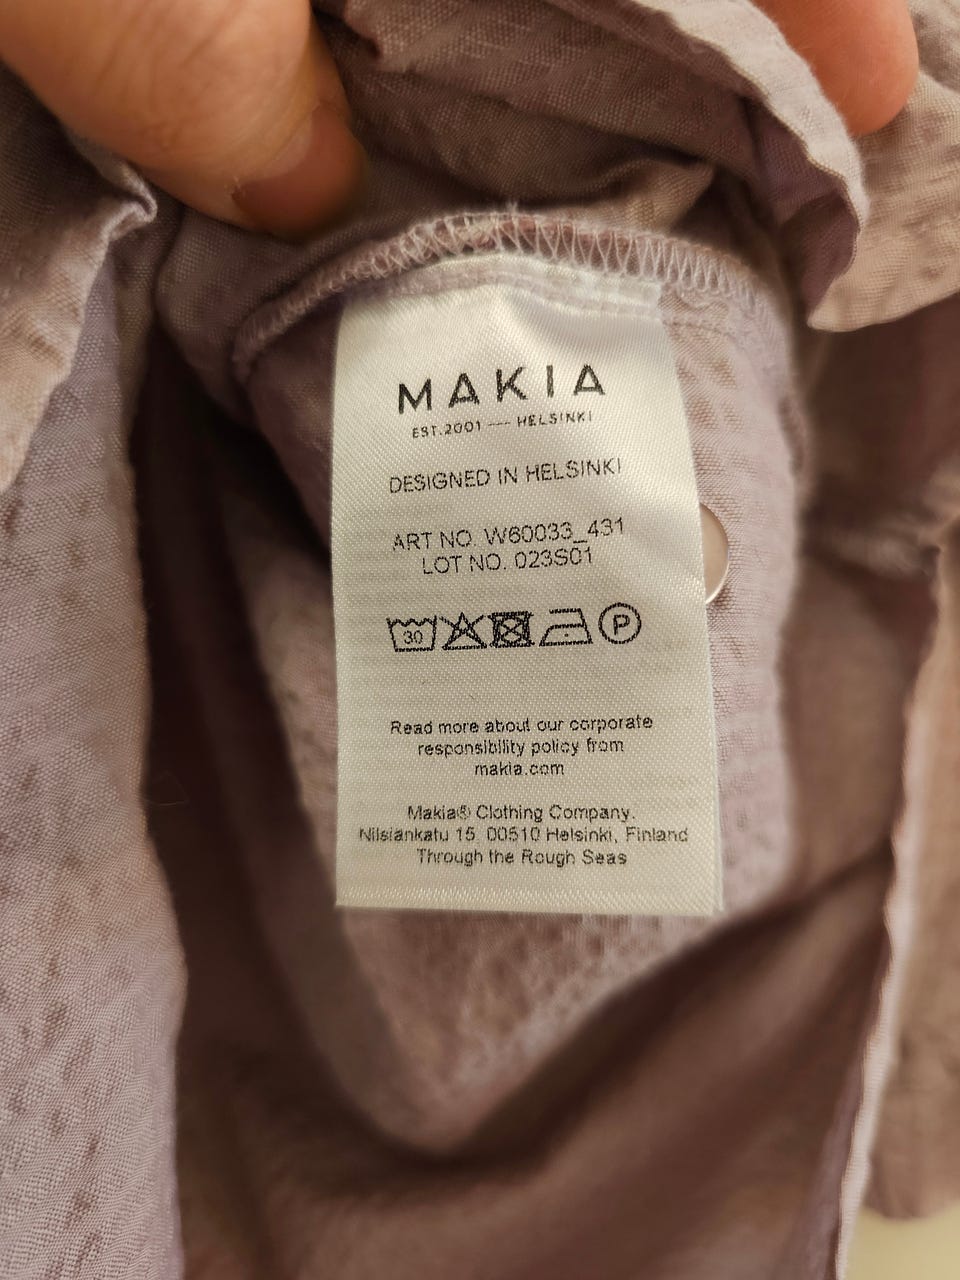 MAKIA
EST.2001 --- HELSINKI
DESIGNED IN HELSINKI
ART NO. W60033_431
LOT NO. 023S01
30 P
Read more about our corporate
responsibility policy from
makia.com
Makia® Clothing Company.
Nilsiänkatu 15, 00510 Helsinki, Finland
Through the Rough Seas